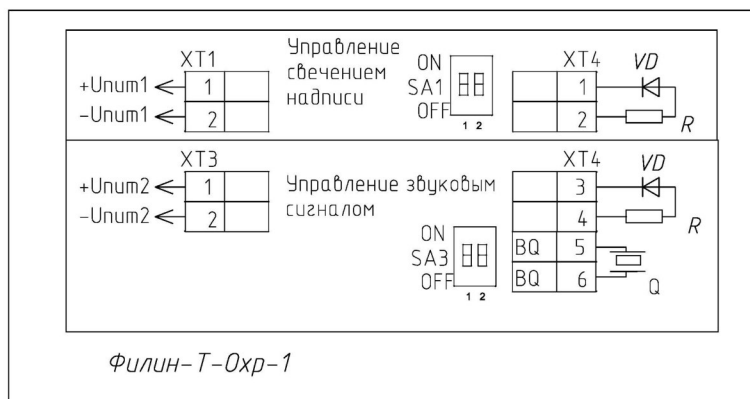 XT1
Управление свечением надписи
ON
SA1
OFF
1 2
XT4
VD
+Uпит1
1
1
-Uпит1
2
2
R
XT3
Управление звуковым сигналом
ON
SA3
OFF
1 2
XT4
VD
+Uпит2
1
3
-Uпит2
2
4
R
BQ 5
BQ 6
Q
Филин-Т-Охр-1